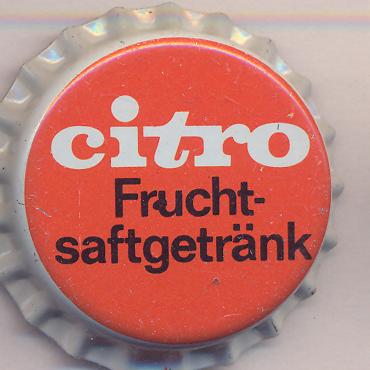 citro
Frucht-
saftgetränk